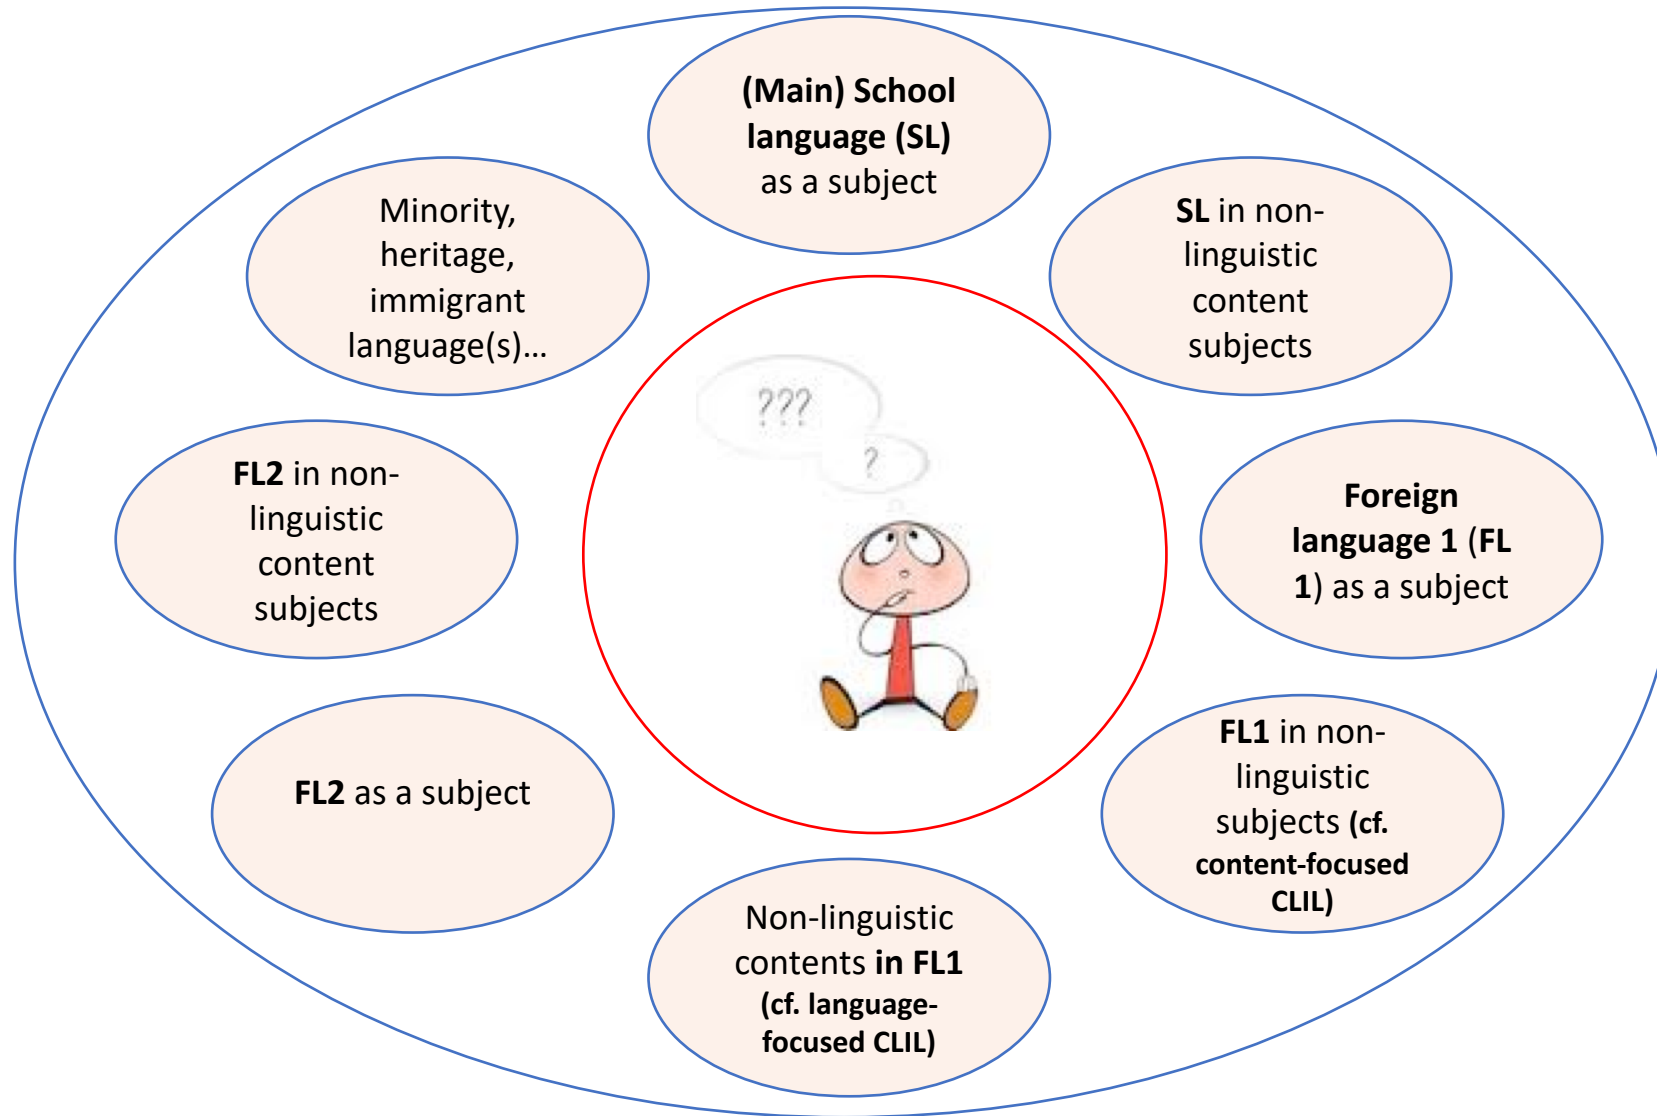 (Main) School
language (SL)
as a subject
SL in non-
linguistic
content
subjects
Foreign
language 1 (FL
1) as a subject
FL1 in non-
linguistic
subjects (cf.
content-focused
CLIL)
Non-linguistic
contents in FL1
(cf. language-
focused CLIL)
FL2 as a subject
FL2 in non-
linguistic
content
subjects
Minority,
heritage,
immigrant
language(s)…
???
?